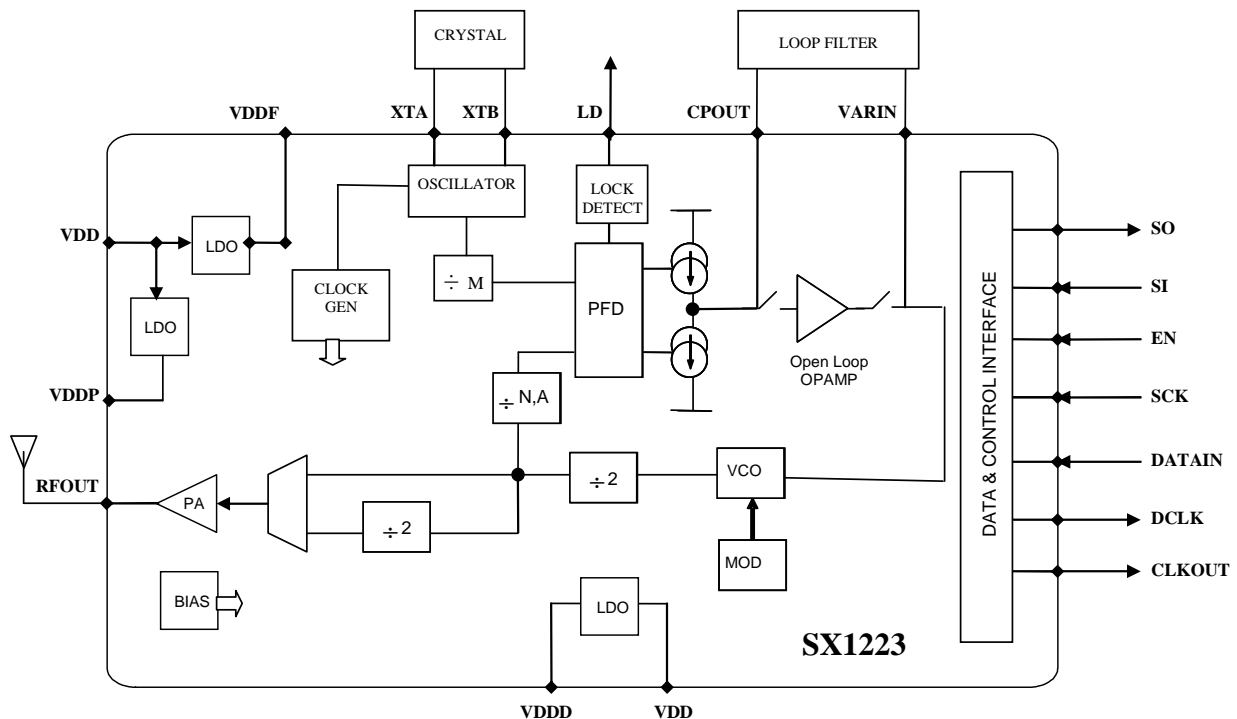 CRYSTAL
LOOP FILTER
VDDF
XTA
XTB
LD
CPOUT
VARIN
OSCILLATOR
LOCK
DETECT
VDD
LDO
SO
CLOCK
GEN
÷ M
PFD
SI
LDO
Open Loop
OPAMP
EN
VDDP
÷ N,A
SCK
DATA & CONTROL INTERFACE
RFOUT
PA
÷ 2
VCO
DATAIN
÷ 2
DCLK
MOD
CLKOUT
BIAS
LDO
SX1223
VDDD
VDD